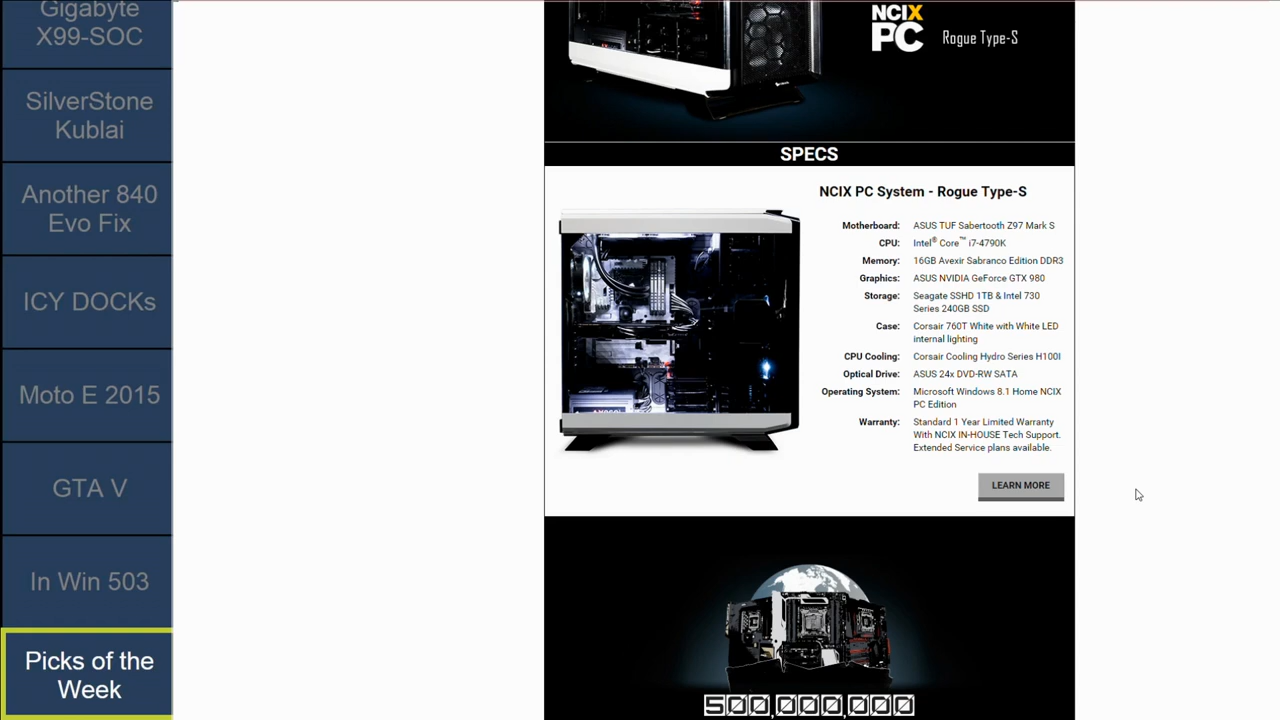 Gigabyte
X99-SOC
SilverStone
Kublai
Another 840
Evo Fix
ICY DOCKs
Moto E 2015
GTA V
In Win 503
Picks of the
Week
NCIX
PC
Rogue Type-S
SPECS
NCIX PC System - Rogue Type-S
Motherboard: ASUS TUF Sabertooth Z97 Mark S
CPU: Intel® Core™ i7-4790K
Memory: 16GB Avexir Sabranco Edition DDR3
Graphics: ASUS NVIDIA GeForce GTX 980
Storage: Seagate SSHD 1TB & Intel 730
Series 240GB SSD
Case: Corsair 760T White with White LED
internal lighting
CPU Cooling: Corsair Cooling Hydro Series H100I
Optical Drive: ASUS 24x DVD-RW SATA
Operating System: Microsoft Windows 8.1 Home NCIX
PC Edition
Warranty: Standard 1 Year Limited Warranty
With NCIX IN-HOUSE Tech Support.
Extended Service plans available.
LEARN MORE
500,000,000